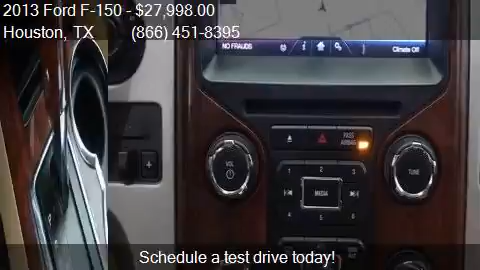 2013 Ford F-150 - $27,998.00
Houston, TX (866) 451-8395
NO FRAUDS
i
Climate Off
PASS
AIRBAG
VOL
TUNE
1 2 3
MEDIA
4 5 6
+
Schedule a test drive today!